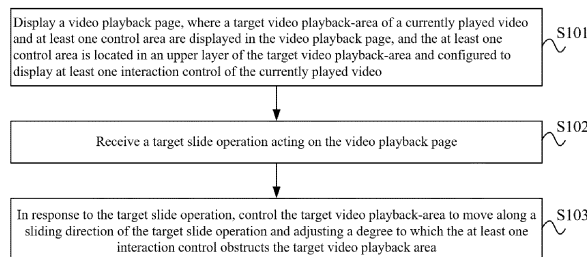 Display a video playback page, where a target video playback-area of a currently played video
and at least one control area are displayed in the video playback page, and the at least one
control area is located in an upper layer of the target video playback-area and configured to
display at least one interaction control of the currently played video
S101
Receive a target slide operation acting on the video playback page
S102
In response to the target slide operation, control the target video playback-area to move along a
sliding direction of the target slide operation and adjusting a degree to which the at least one
interaction control obstructs the target video playback area
S103